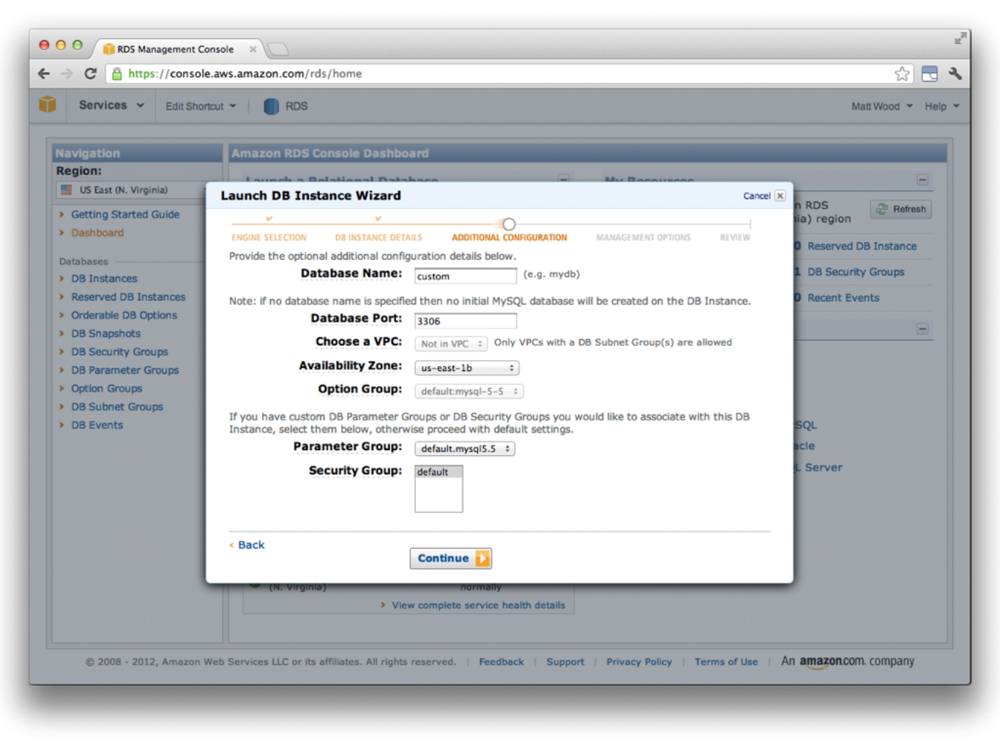 RDS Management Console
https://console.aws.amazon.com/rds/home
Services Edit Shortcut RDS Matt Wood Help
Navigation
Region:
US East (N. Virginia)
Getting Started Guide
Dashboard
Databases
DB Instances
Reserved DB Instances
Orderable DB Options
DB Snapshots
DB Security Groups
DB Parameter Groups
Option Groups
DB Subnet Groups
DB Events
Amazon RDS Console Dashboard
Launch a Relational Database
My Resources
Launch DB Instance Wizard
Cancel
ENGINE SELECTION DB INSTANCE DETAILS ADDITIONAL CONFIGURATION MANAGEMENT OPTIONS REVIEW
Provide the optional additional configuration details below.
Database Name: custom (e.g. mydb)
Note: if no database name is specified then no initial MySQL database will be created on the DB Instance.
Database Port: 3306
Choose a VPC: Not in VPC Only VPCs with a DB Subnet Group(s) are allowed
Availability Zone: us-east-1b
Option Group: default:mysql-5-5
If you have custom DB Parameter Groups or DB Security Groups you would like to associate with this DB
Instance, select them below, otherwise proceed with default settings.
Parameter Group: default.mysql5.5
Security Group: default
Back
Continue
RDS
region
Refresh
0 Reserved DB Instance
1 DB Security Groups
0 Recent Events
SQL
Server
(N. Virginia) normally
View complete service health details
© 2008 - 2012, Amazon Web Services LLC or its affiliates. All rights reserved. | Feedback | Support | Privacy Policy | Terms of Use | An amazon.com. company